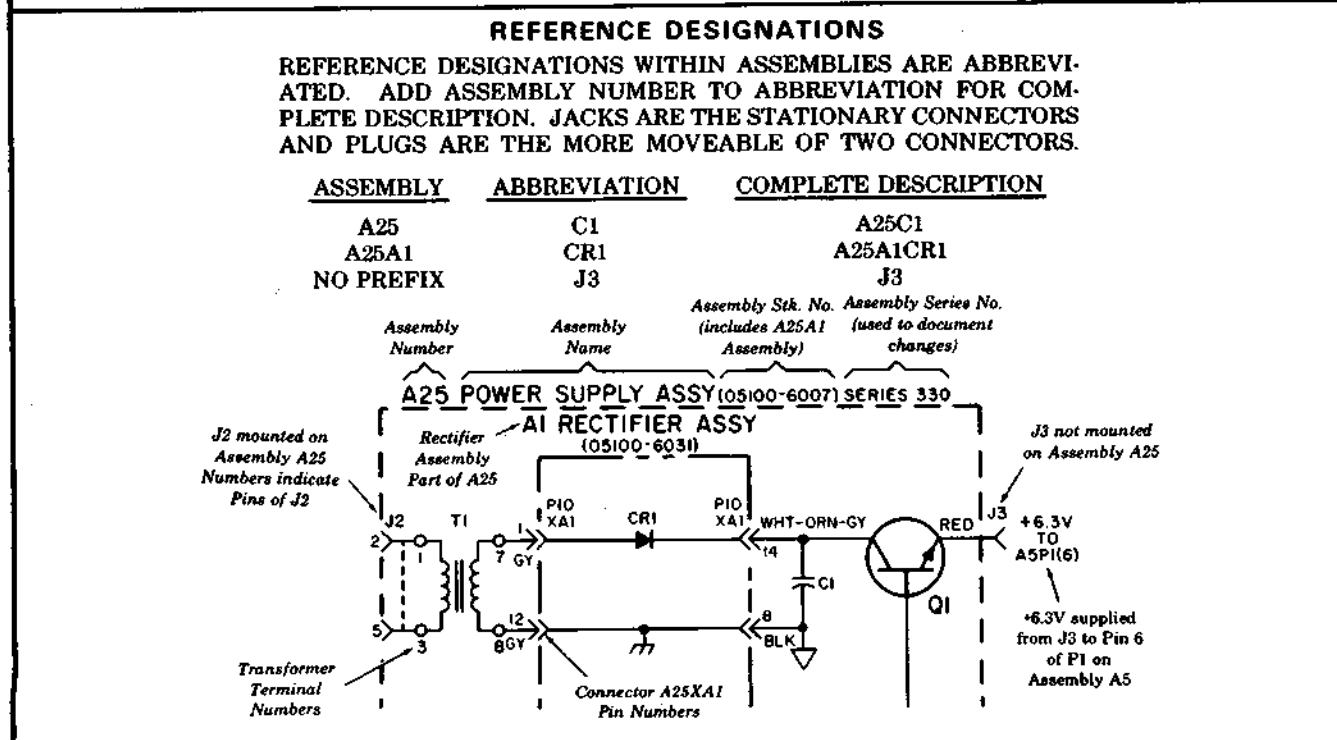 REFERENCE DESIGNATIONS
REFERENCE DESIGNATIONS WITHIN ASSEMBLIES ARE ABBREVI-
ATED. ADD ASSEMBLY NUMBER TO ABBREVIATION FOR COM-
PLETE DESCRIPTION. JACKS ARE THE STATIONARY CONNECTORS
AND PLUGS ARE THE MORE MOVEABLE OF TWO CONNECTORS.
ASSEMBLY ABBREVIATION COMPLETE DESCRIPTION
A25 C1 A25C1
A25A1 CR1 A25A1CR1
NO PREFIX J3 J3
Assembly
Number
Assembly
Name
Assembly Stk. No.
(includes A25A1
Assembly)
Assembly Series No.
(used to document
changes)
A25 POWER SUPPLY ASSY (05100-6007) SERIES 330
A1 RECTIFIER ASSY
(05100-6031)
J2 mounted on
Assembly A25
Numbers indicate
Pins of J2
Rectifier
Assembly
Part of A25
J3 not mounted
on Assembly A25
J2
T1
P10
XA1
CR1
P10
XA1
WHT-ORN-GY
RED
J3
+6.3V
TO
A5P1(6)
2
1
7
1
GY
14
C1
Q1
5
3
8
12
GY
8
BLK
+6.3V supplied
from J3 to Pin 6
of P1 on
Assembly A5
Transformer
Terminal
Numbers
Connector A25XA1
Pin Numbers